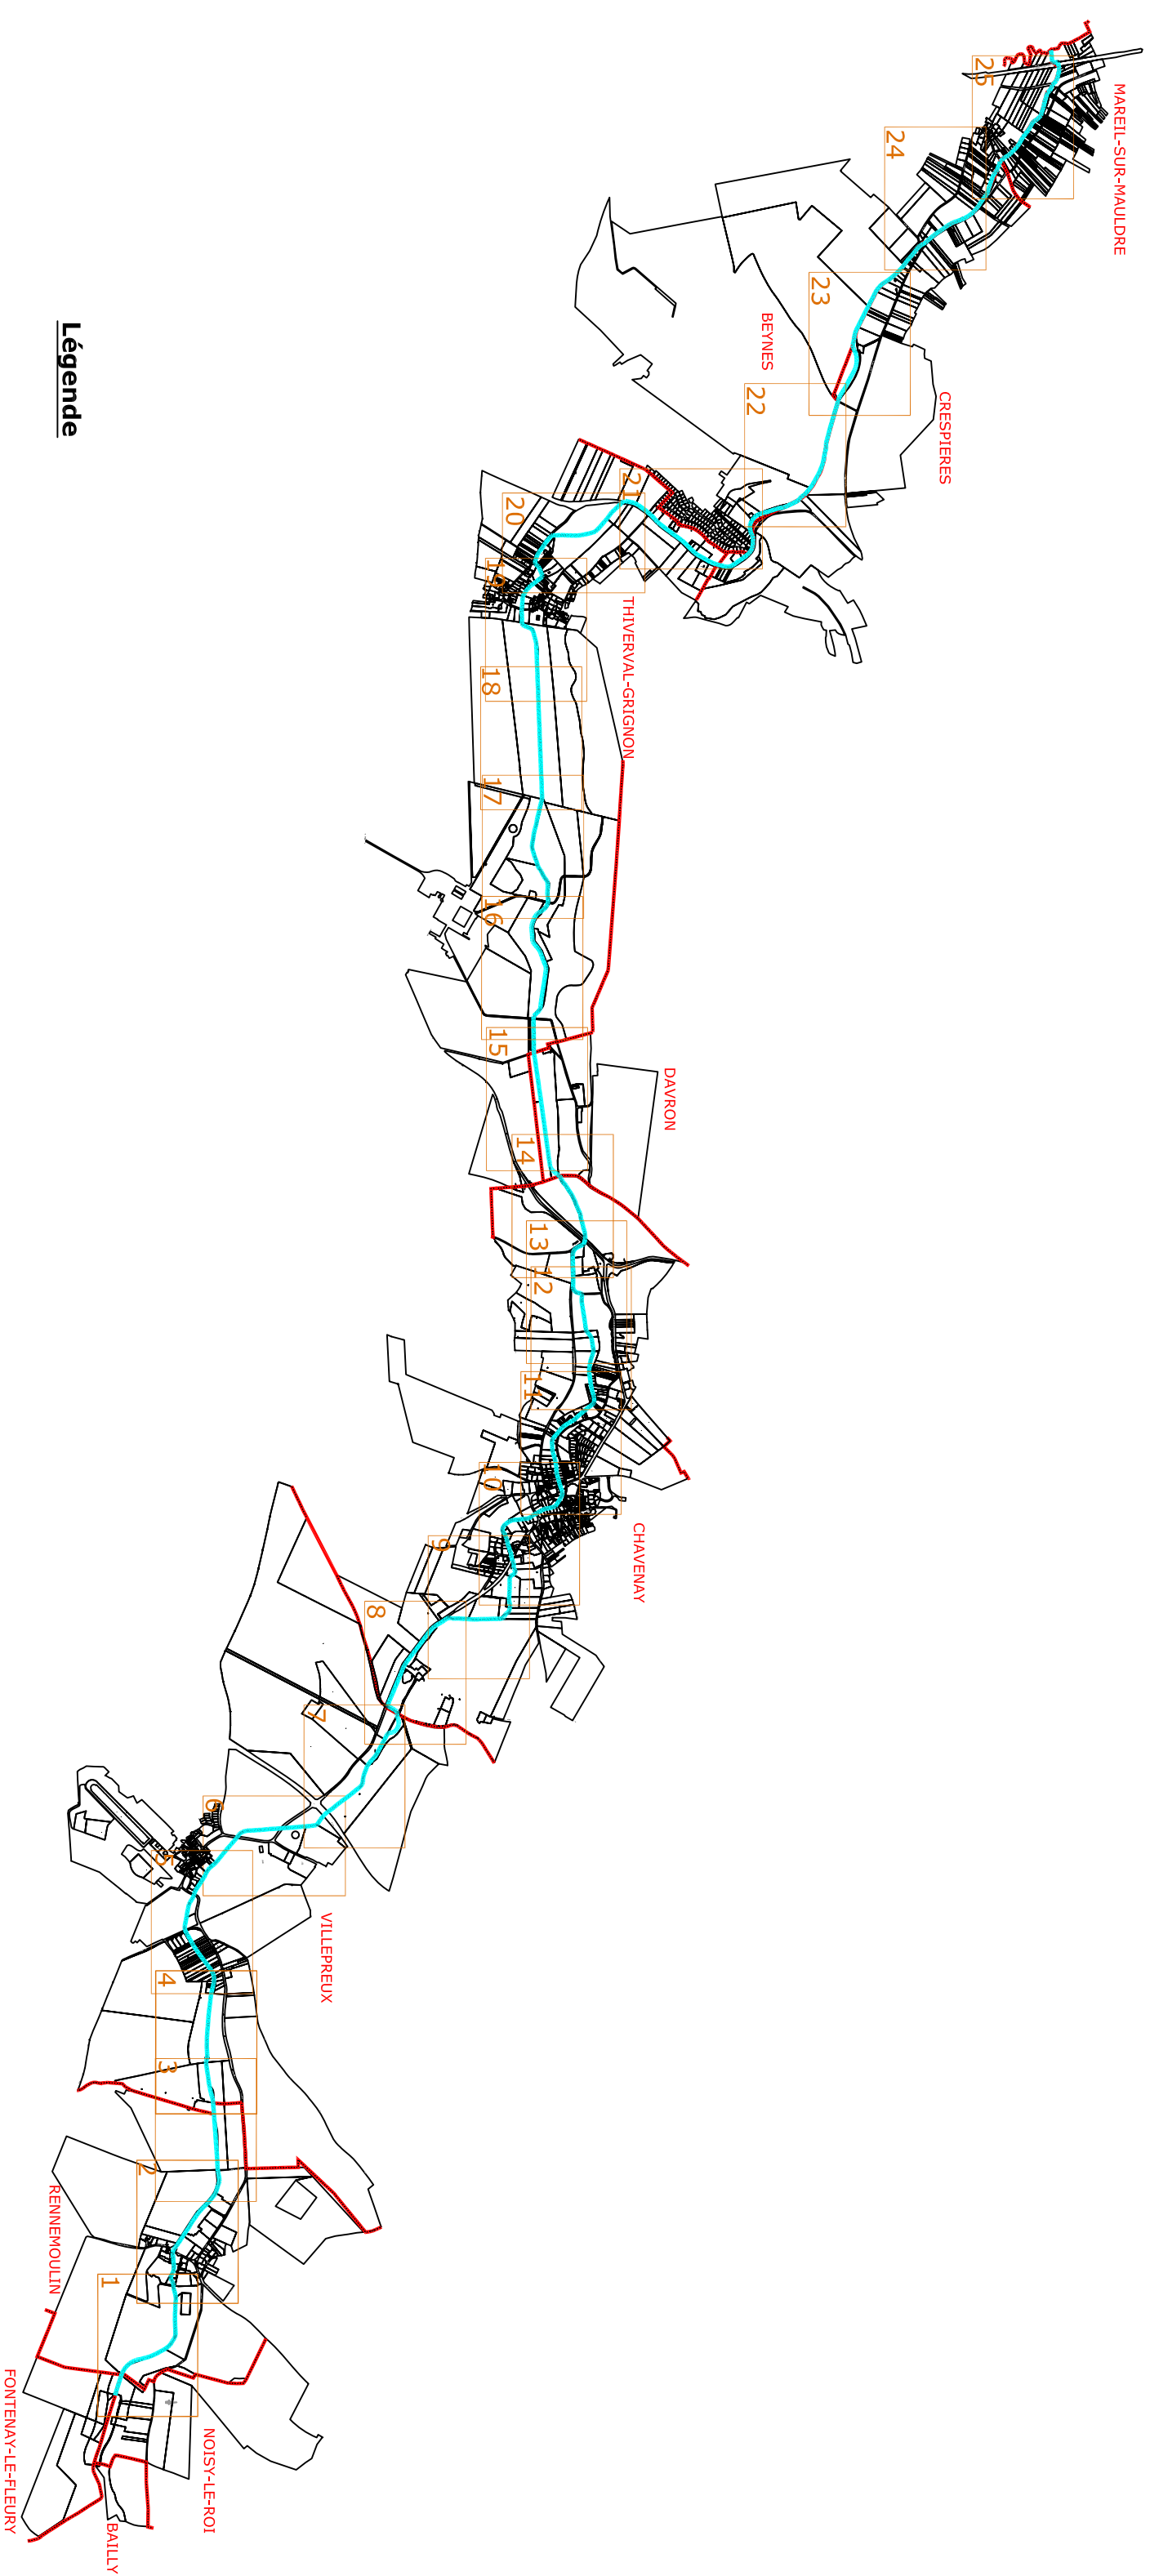 MAREIL-SUR-MAULDRE
25
24
23
BEYNES
CRESPIERES
22
Légende
21
20
19
THIVERVAL-GRIGNON
18
17
16
15
DAVRON
14
13
12
11
10
CHAVENAY
9
8
7
6
5
VILLEPREUX
4
3
2
RENNEMOULIN
1
FONTENAY-LE-FLEURY
NOISY-LE-ROI
BAILLY